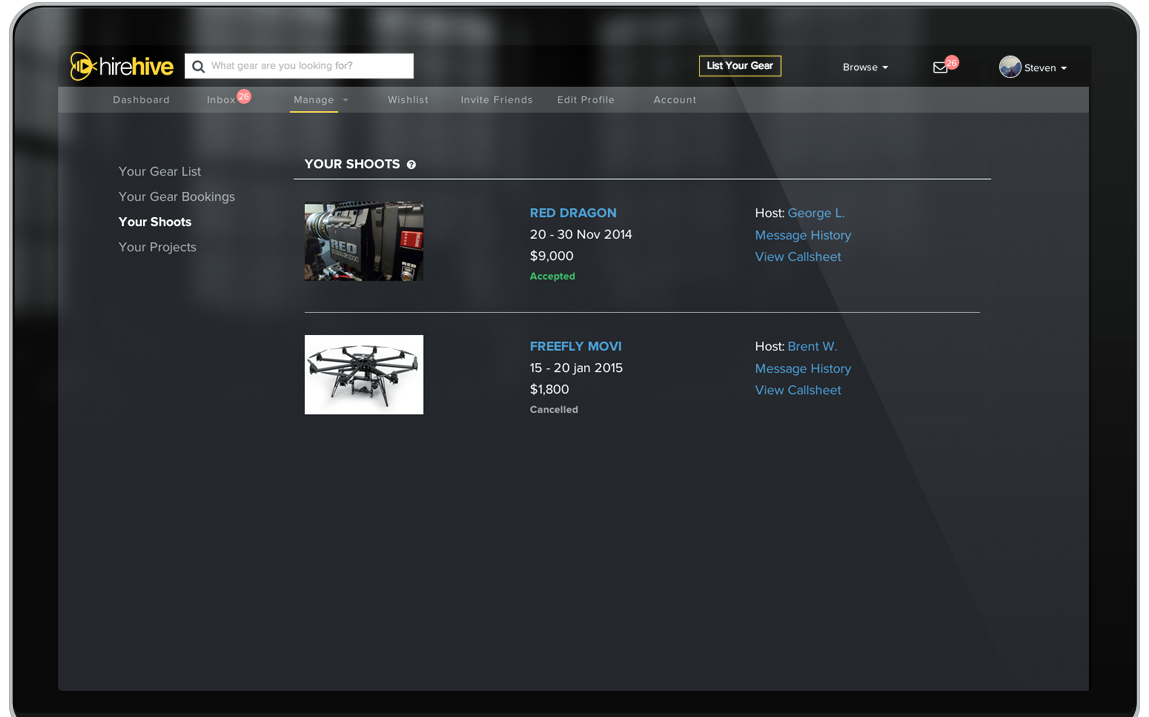 hirehive What gear are you looking for? List Your Gear Browse 26 Steven
Dashboard Inbox 26 Manage Wishlist Invite Friends Edit Profile Account
YOUR SHOOTS ?
Your Gear List
Your Gear Bookings
Your Shoots
Your Projects
RED
RED DRAGON
20 - 30 Nov 2014
$9,000
Accepted
Host: George L.
Message History
View Callsheet
FREEFLY MOVI
15 - 20 jan 2015
$1,800
Cancelled
Host: Brent W.
Message History
View Callsheet